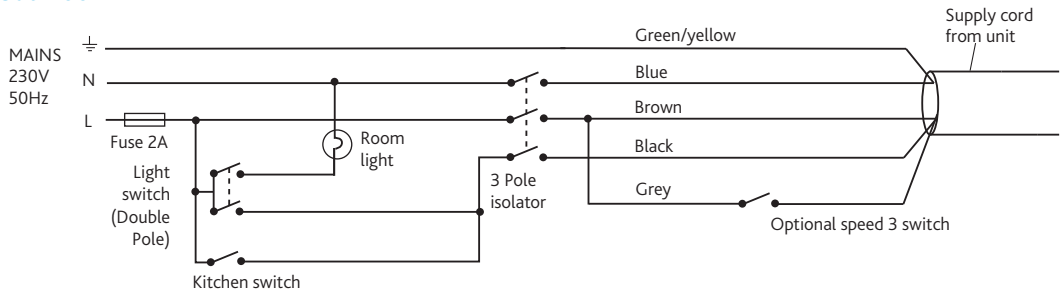 Supply cord
from unit
Green/yellow
MAINS
230V
50Hz
N
Blue
L
Brown
Fuse 2A
Room
light
Black
Light
switch
(Double
Pole)
3 Pole
isolator
Grey
Optional speed 3 switch
Kitchen switch